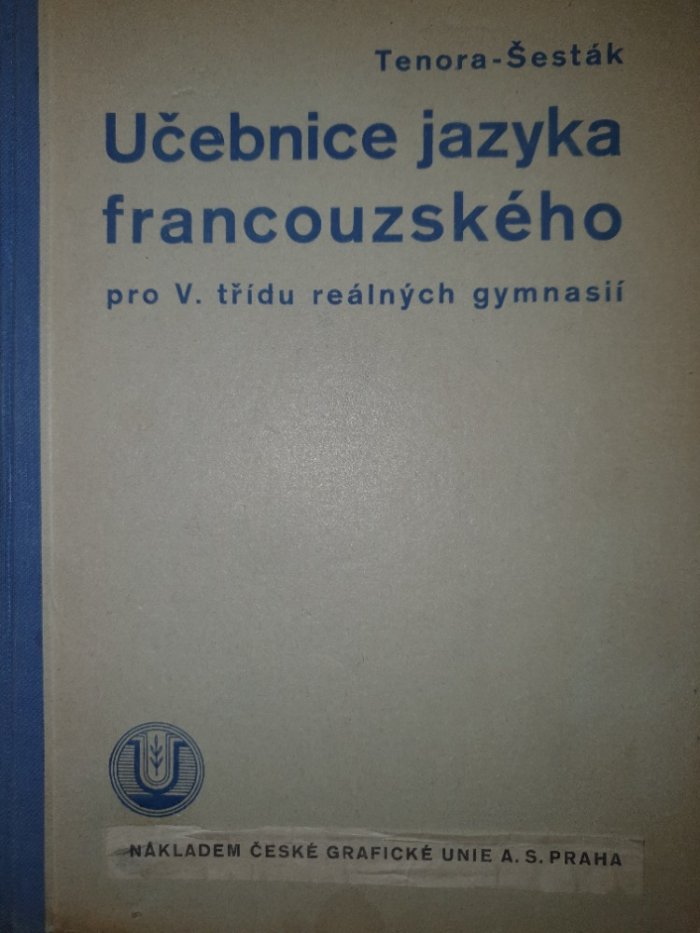 Tenora-Šesták
Učebnice jazyka
francouzského
pro V. třídu reálných gymnasií
NÁKLADEM ČESKÉ GRAFICKÉ UNIE A. S. PRAHA